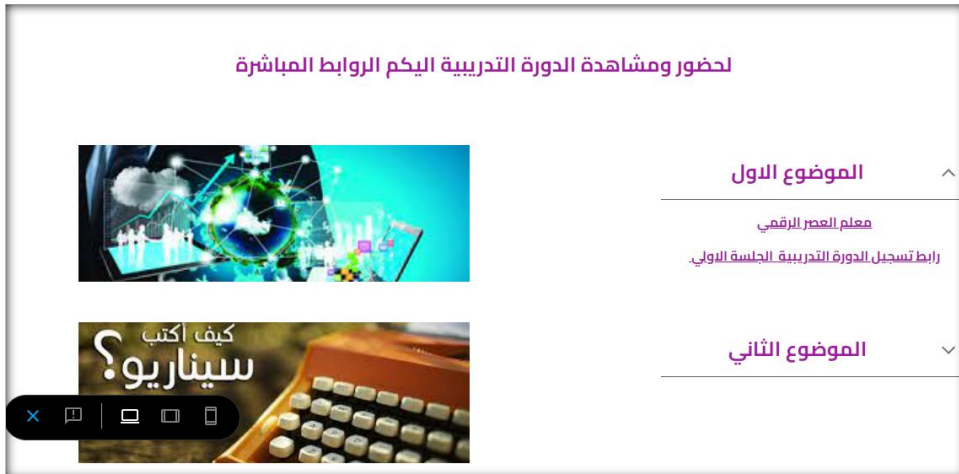 لحضور ومشاهدة الدورة التدريبية اليكم الروابط المباشرة
الموضوع الاول
معلم العصر الرقمي
رابط تسجيل الدورة التدريبية الجلسة الاولي
الموضوع الثاني
كيف أكتب
سيناريو؟